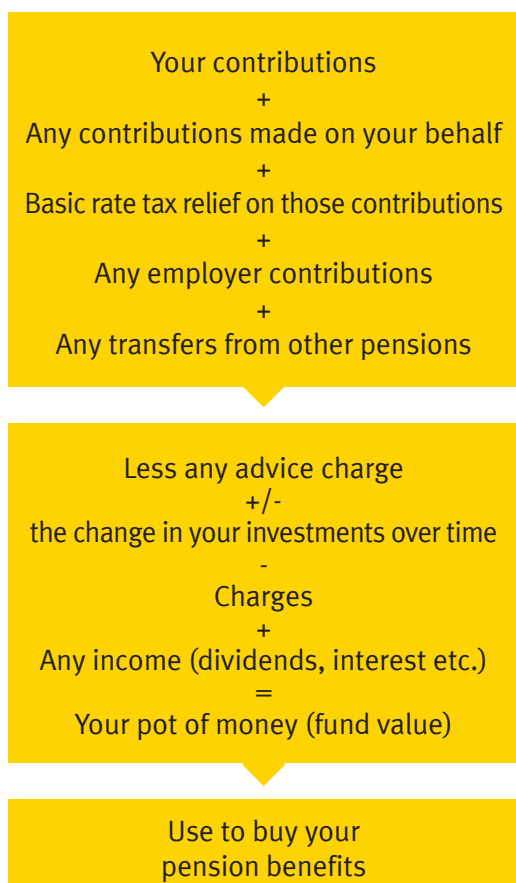 Your contributions
+
Any contributions made on your behalf
+
Basic rate tax relief on those contributions
+
Any employer contributions
+
Any transfers from other pensions
Less any advice charge
+/-
the change in your investments over time
-
Charges
+
Any income (dividends, interest etc.)
=
Your pot of money (fund value)
Use to buy your
pension benefits